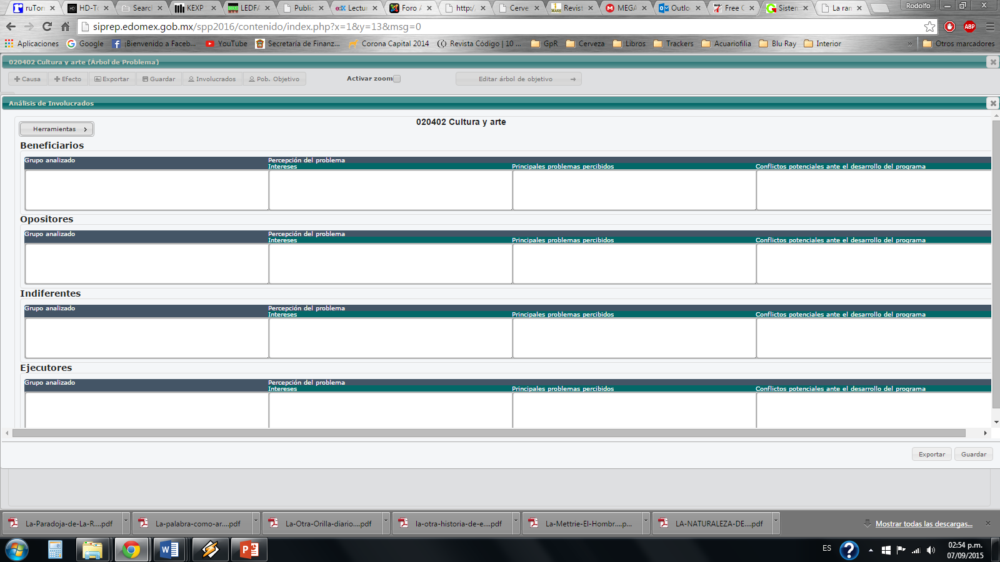 ruTor
HD-To
Searc
KEXP
LEDFA
Public
edX Lectur
Foro A
http:/
Cerve
Revist
MEGA
Outlo
Free C
Sisten
La ran
Rodolfo
siprep.edomex.gob.mx/spp2016/contenido/index.php?x=1&y=13&msg=0
ABP
Aplicaciones
Google
¡Bienvenido a Faceb...
YouTube
Secretaría de Finanz...
Corona Capital 2014
Revista Código | 10 ...
GpR
Cerveza
Libros
Trackers
Acuariofilia
Blu Ray
Interior
»
Otros marcadores
020402 Cultura y arte (Árbol de Problema)
Causa
Efecto
Exportar
Guardar
Involucrados
Pob. Objetivo
Activar zoom
Editar árbol de objetivo
Análisis de Involucrados
Herramientas
020402 Cultura y arte
Beneficiarios
Grupo analizado
Percepción del problema
Intereses
Principales problemas percibidos
Conflictos potenciales ante el desarrollo del programa
Opositores
Grupo analizado
Percepción del problema
Intereses
Principales problemas percibidos
Conflictos potenciales ante el desarrollo del programa
Indiferentes
Grupo analizado
Percepción del problema
Intereses
Principales problemas percibidos
Conflictos potenciales ante el desarrollo del programa
Ejecutores
Grupo analizado
Percepción del problema
Intereses
Principales problemas percibidos
Conflictos potenciales ante el desarrollo del programa
Exportar
Guardar
La-Paradoja-de-La-R....pdf
La-palabra-como-ar....pdf
La-Otra-Orilla-diario....pdf
la-otra-historia-de-e....pdf
La-Mettrie-El-Hombr....p...
LA-NATURALEZA-DE....pdf
Mostrar todas las descargas...
ES
02:54 p.m.
07/09/2015